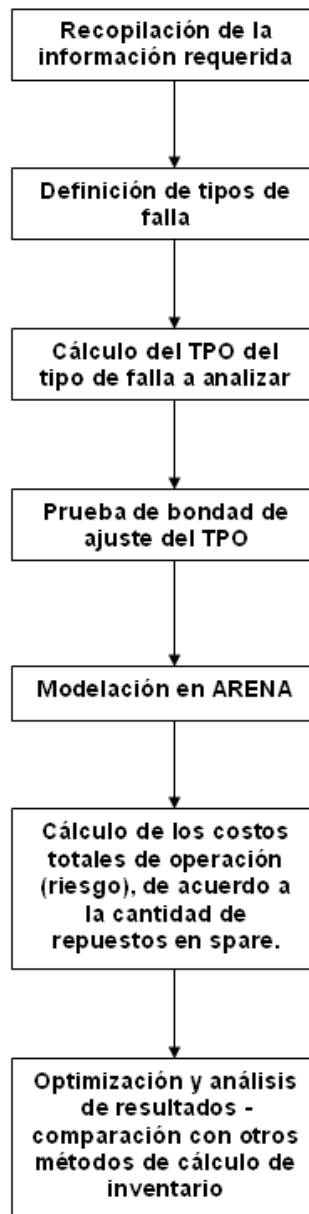 Recopilación de la
información requerida
Definición de tipos de
falla
Cálculo del TPO del
tipo de falla a analizar
Prueba de bondad de
ajuste del TPO
Modelación en ARENA
Cálculo de los costos
totales de operación
(riesgo), de acuerdo a
la cantidad de
repuestos en spare.
Optimización y análisis
de resultados -
comparación con otros
métodos de cálculo de
inventario